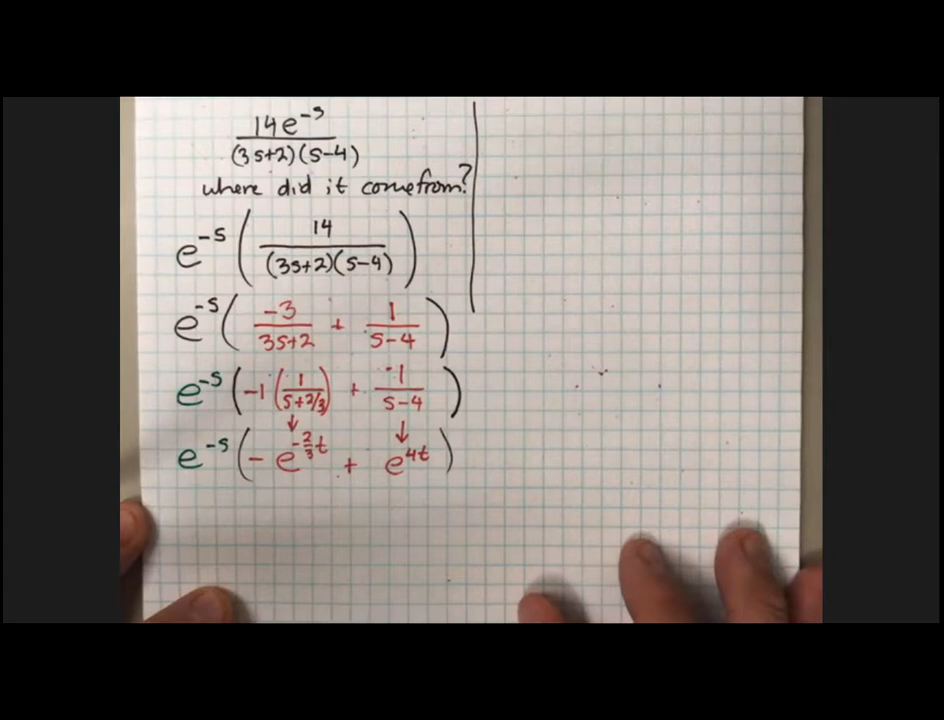 14e^-s / (3s+2)(s-4)
where did it come from?
e^-s ( 14 / (3s+2)(s-4) )
e^-s ( -3 / 3s+2 + 1 / s-4 )
e^-s ( -1 ( 1 / s+2/3 ) + 1 / s-4 )
↓ ↓
e^-s ( - e^-2/3t + e^4t )